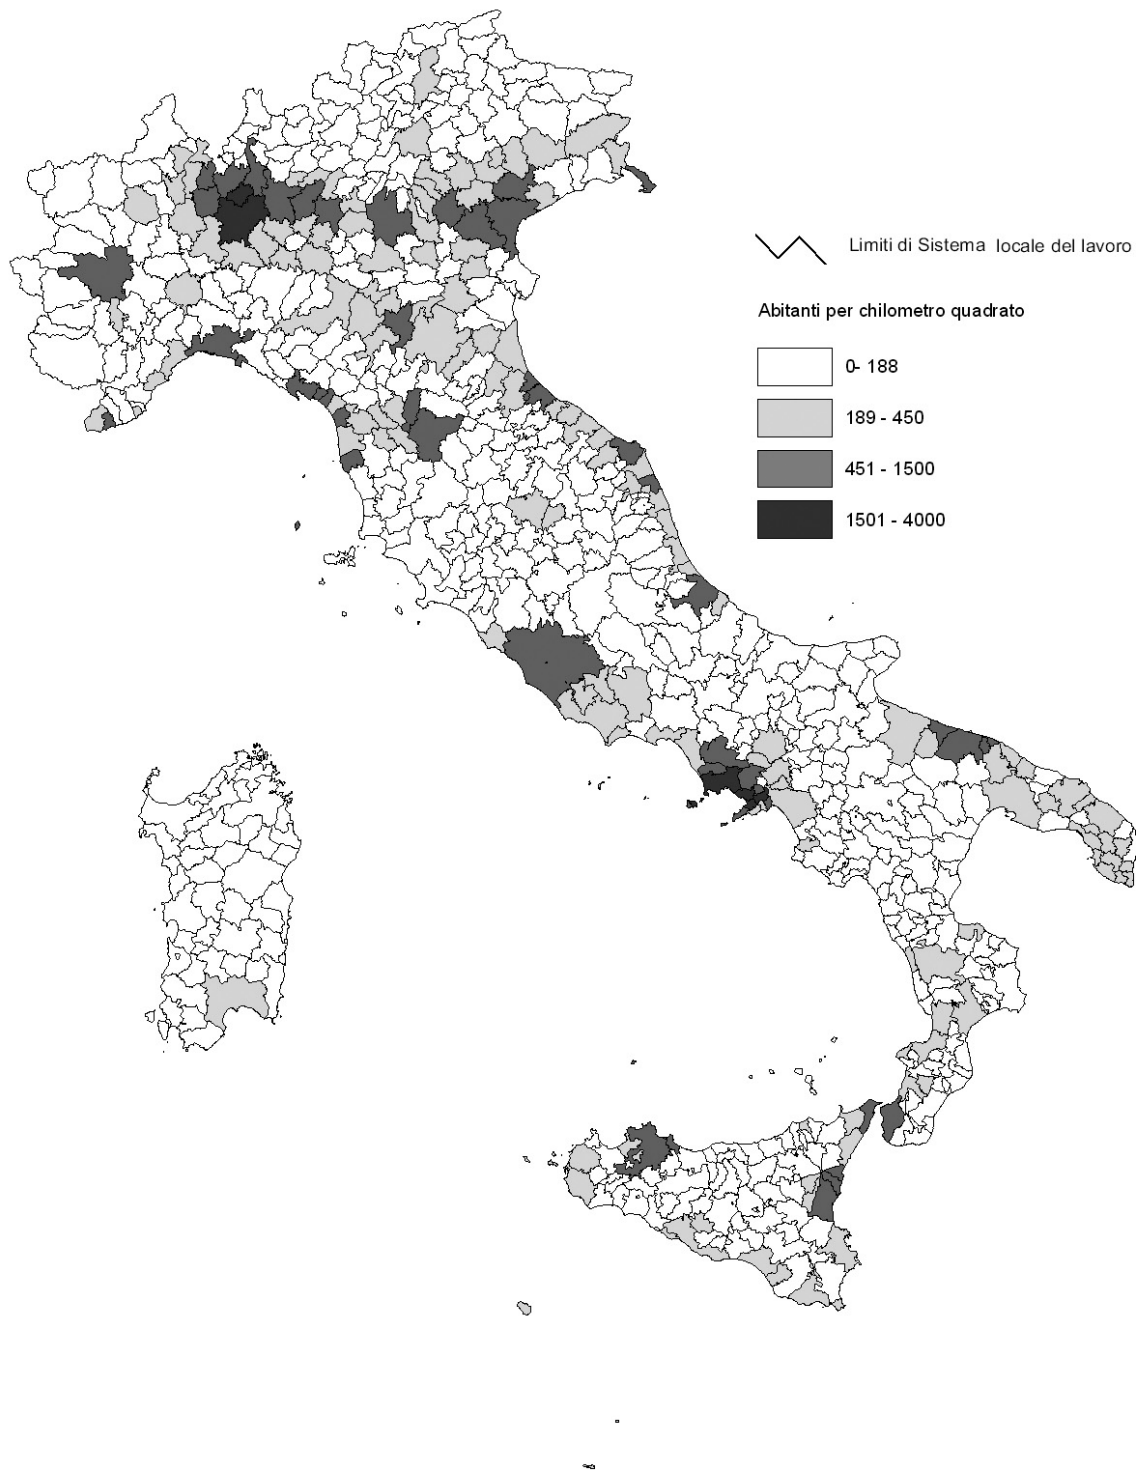 Limiti di Sistema locale del lavoro
Abitanti per chilometro quadrato
0- 188
189 - 450
451 - 1500
1501 - 4000